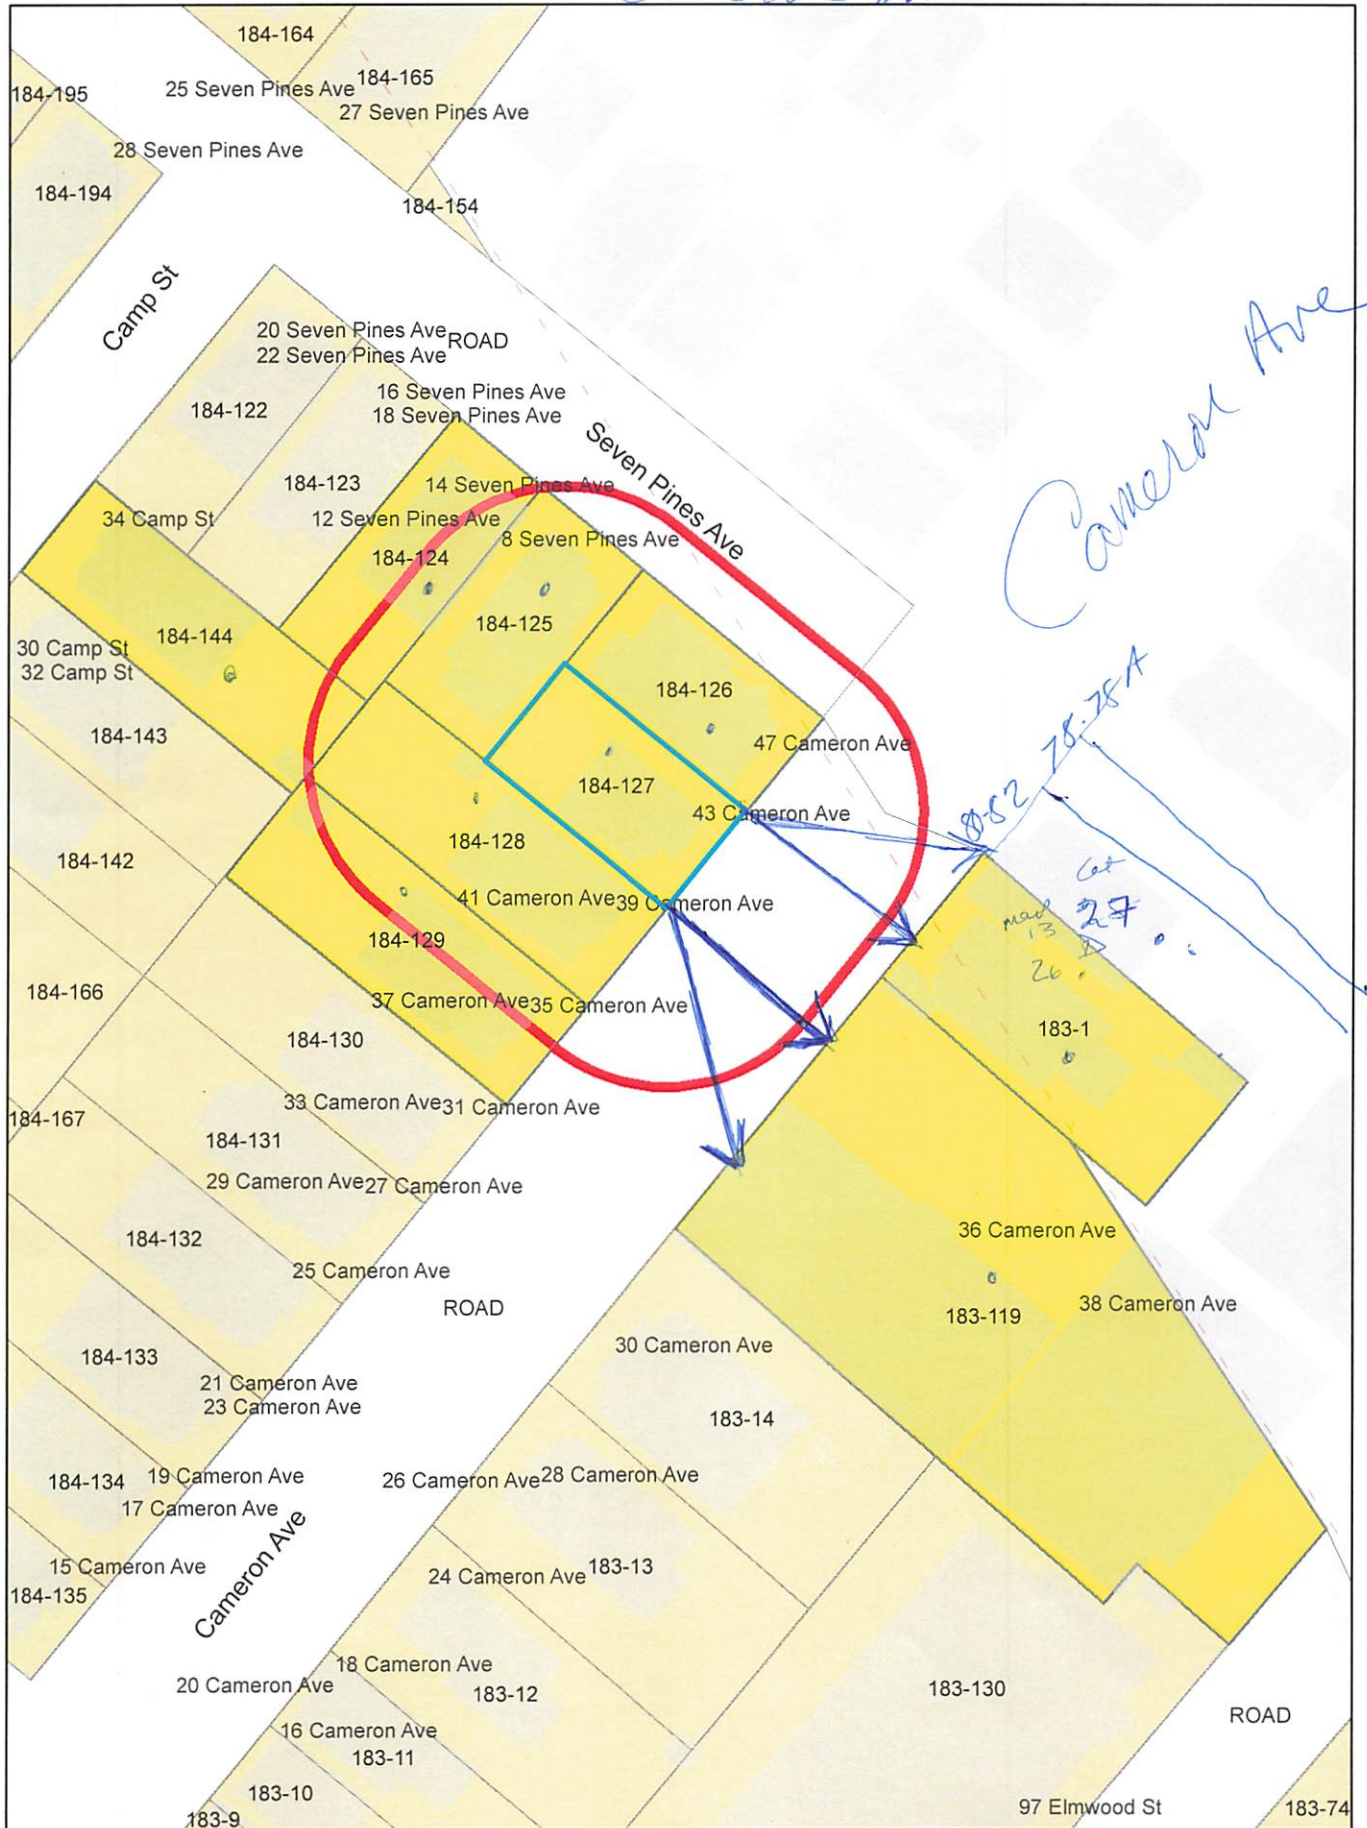 184-164
184-165
184-195
25 Seven Pines Ave
27 Seven Pines Ave
28 Seven Pines Ave
184-194
184-154
Camp St
20 Seven Pines Ave
ROAD
22 Seven Pines Ave
16 Seven Pines Ave
18 Seven Pines Ave
184-122
Seven Pines Ave
Cameron Ave
184-123
14 Seven Pines Ave
34 Camp St
12 Seven Pines Ave
8 Seven Pines Ave
184-124
184-125
184-144
30 Camp St
32 Camp St
184-126
184-143
47 Cameron Ave
184-127
43 Cameron Ave
184-128
184-142
41 Cameron Ave
39 Cameron Ave
Lot
27
map
13
26
184-129
184-166
37 Cameron Ave
35 Cameron Ave
183-1
184-130
33 Cameron Ave
31 Cameron Ave
184-167
184-131
29 Cameron Ave
27 Cameron Ave
184-132
36 Cameron Ave
25 Cameron Ave
ROAD
38 Cameron Ave
183-119
30 Cameron Ave
184-133
21 Cameron Ave
23 Cameron Ave
183-14
184-134
19 Cameron Ave
26 Cameron Ave
28 Cameron Ave
17 Cameron Ave
15 Cameron Ave
24 Cameron Ave
183-13
184-135
Cameron Ave
18 Cameron Ave
20 Cameron Ave
183-12
183-130
16 Cameron Ave
183-11
ROAD
183-10
183-9
97 Elmwood St
183-74